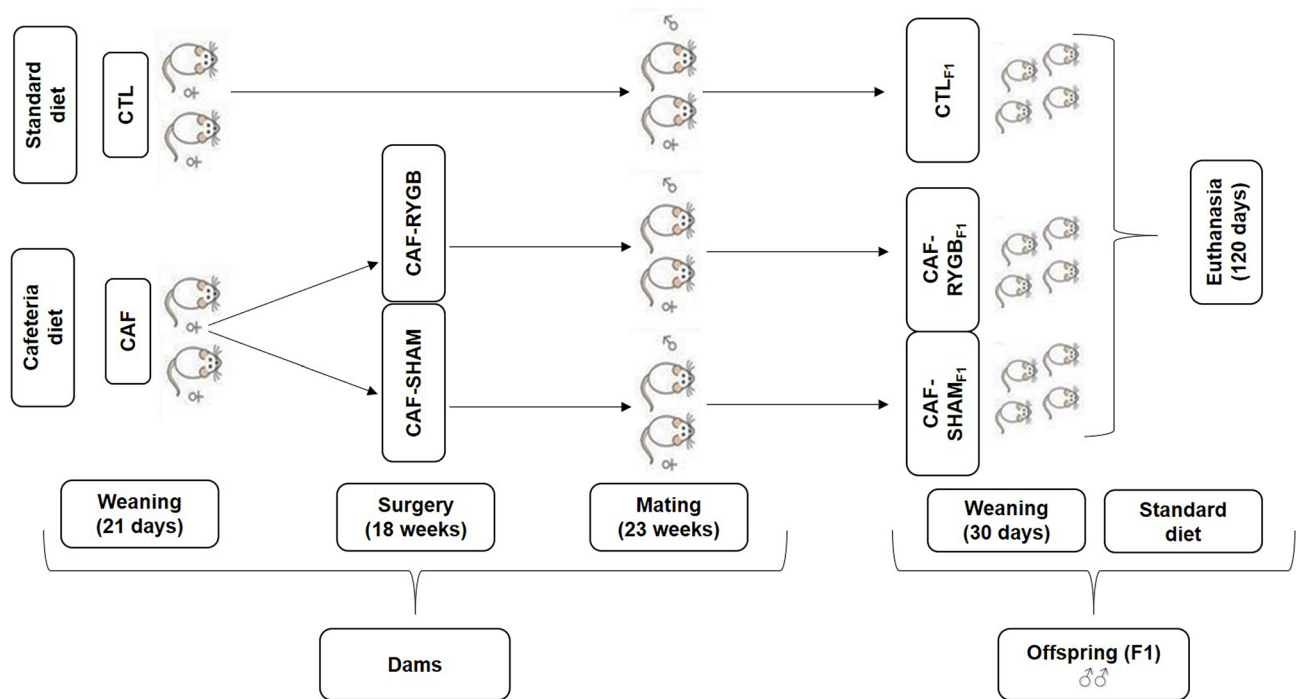 Standard
diet
CTL
♀
♀
♂
♀
CTLF1
Cafeteria
diet
CAF
♀
♀
CAF-RYGB
CAF-SHAM
♂
♀
♂
♀
CAF-
RYGBF1
CAF-
SHAMF1
Euthanasia
(120 days)
Weaning
(21 days)
Surgery
(18 weeks)
Mating
(23 weeks)
Weaning
(30 days)
Standard
diet
Dams
Offspring (F1)
♂♂